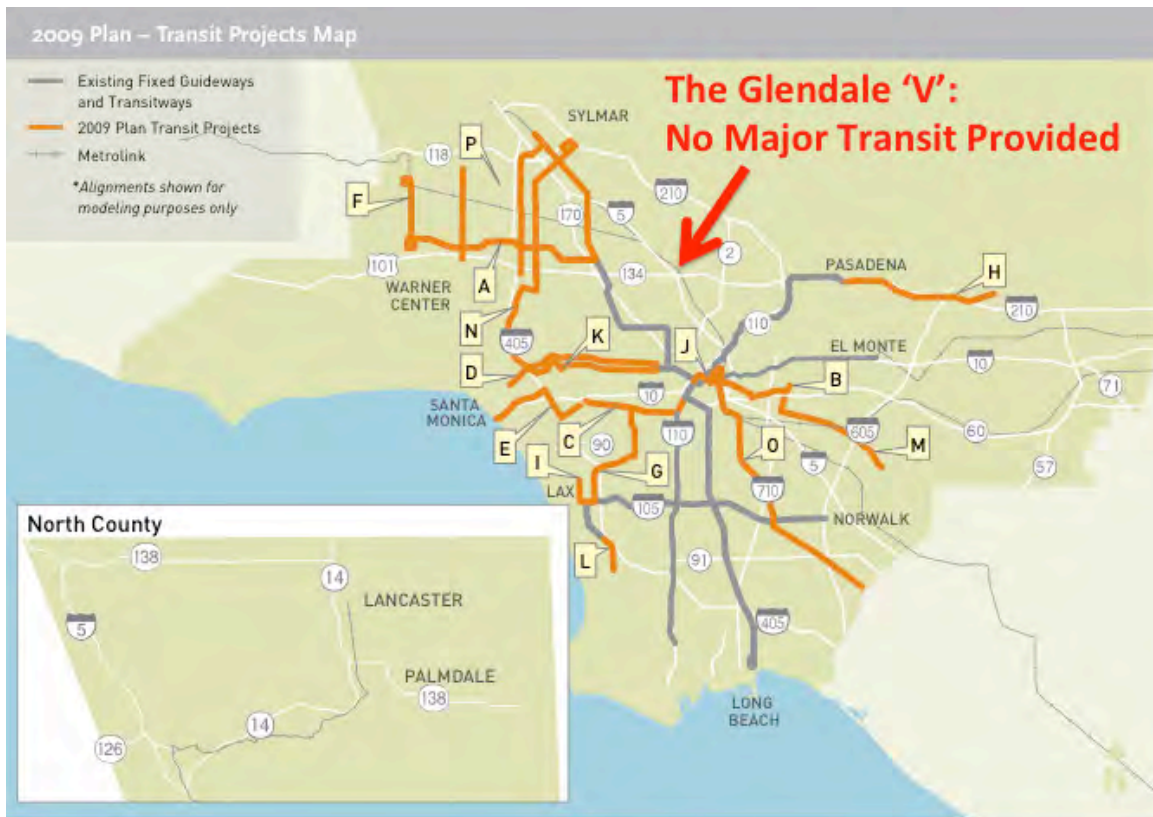 2009 Plan – Transit Projects Map
Existing Fixed Guideways
and Transitways
2009 Plan Transit Projects
Metrolink
*Alignments shown for
modeling purposes only
The Glendale ‘V’:
No Major Transit Provided
SYLMAR
P
118
210
F
170
5
2
101
A
134
PASADENA
H
WARNER
CENTER
210
N
110
405
K
J
EL MONTE
10
D
B
71
SANTA
MONICA
10
605
60
E
C
90
110
O
M
5
57
I
G
LAX
710
105
NORWALK
L
91
405
LONG
BEACH
North County
138
14
LANCASTER
5
PALMDALE
138
14
126
N